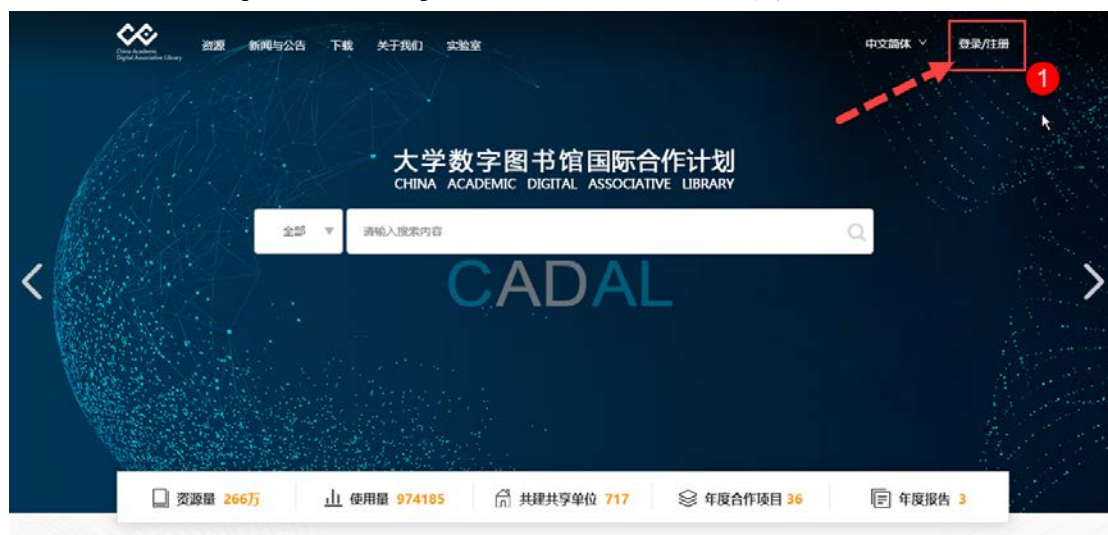 China Academic
Digital Associative Library
资源 新闻与公告 下载 关于我们 实验室
中文简体 登录/注册
1
大学数字图书馆国际合作计划
CHINA ACADEMIC DIGITAL ASSOCIATIVE LIBRARY
全部 请输入搜索内容
CADAL
资源量 266万 使用量 974185 共建共享单位 717 年度合作项目 36 年度报告 3